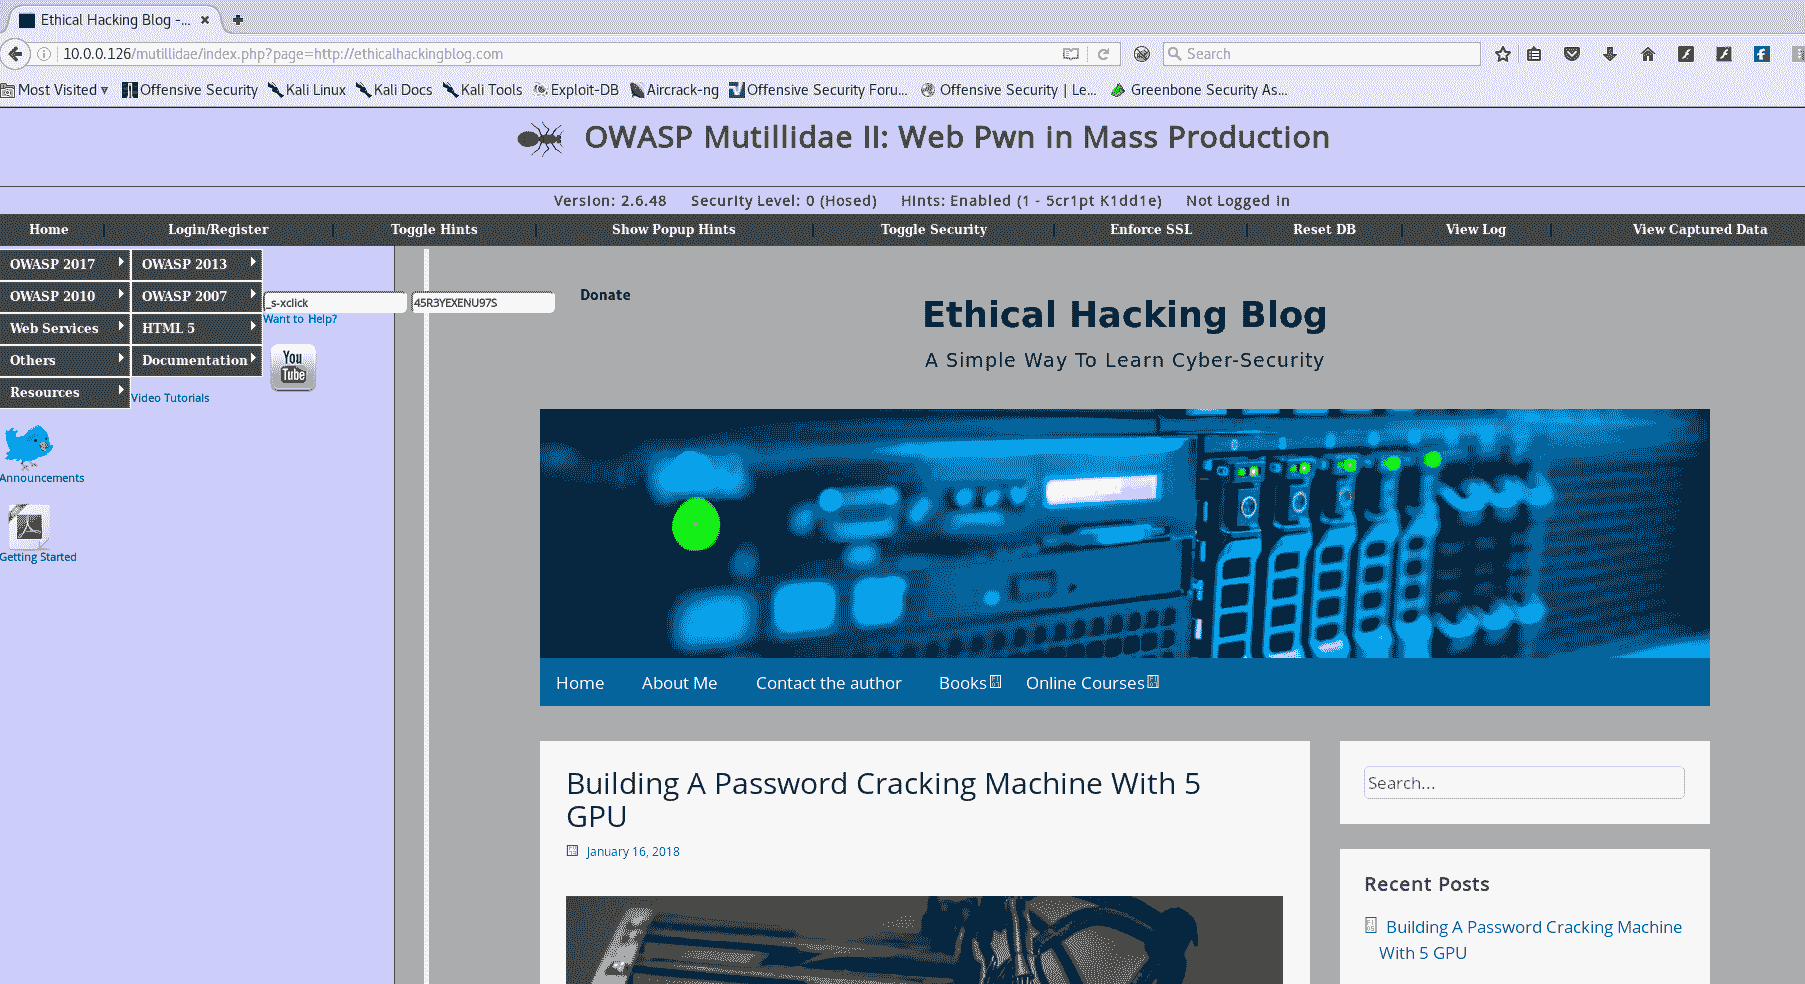 Ethical Hacking Blog -...
10.0.0.126/mutillidae/index.php?page=http://ethicalhackingblog.com
Search
Most Visited Offensive Security Kali Linux Kali Docs Kali Tools Exploit-DB Aircrack-ng Offensive Security Foru... Offensive Security | Le... Greenbone Security As...
OWASP Mutillidae II: Web Pwn in Mass Production
Version: 2.6.48 Security Level: 0 (Hosed) Hints: Enabled (1 - 5cr1pt K1dd1e) Not Logged In
Home Login/Register Toggle Hints Show Popup Hints Toggle Security Enforce SSL Reset DB View Log View Captured Data
OWASP 2017 OWASP 2013
OWASP 2010 OWASP 2007
_s-xclick 45R3YEXENU97S
Want to Help?
Web Services HTML 5
Others Documentation
You
Tube
Resources
Video Tutorials
Announcements
Getting Started
Donate
Ethical Hacking Blog
A Simple Way To Learn Cyber-Security
Home About Me Contact the author Books Online Courses
Building A Password Cracking Machine With 5
GPU
January 16, 2018
Search...
Recent Posts
Building A Password Cracking Machine
With 5 GPU